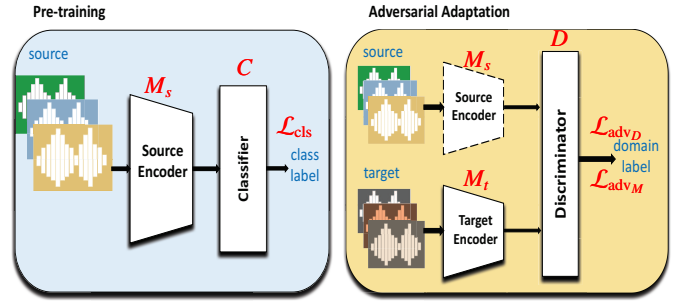 Pre-training
source
M_s
C
Source
Encoder
Classifier
ℒ_cls
class
label
Adversarial Adaptation
source
M_s
D
Source
Encoder
target
M_t
Target
Encoder
Discriminator
ℒ_adv_D
domain
label
ℒ_adv_M